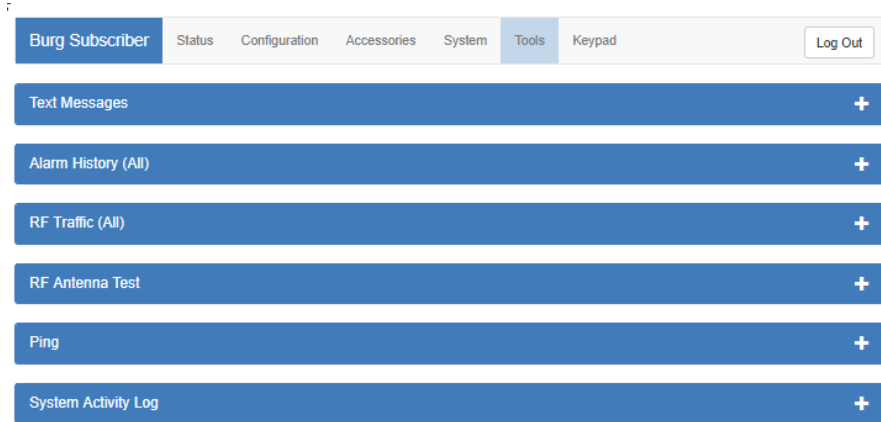 Burg Subscriber Status Configuration Accessories System Tools Keypad Log Out
Text Messages
Alarm History (All)
RF Traffic (All)
RF Antenna Test
Ping
System Activity Log